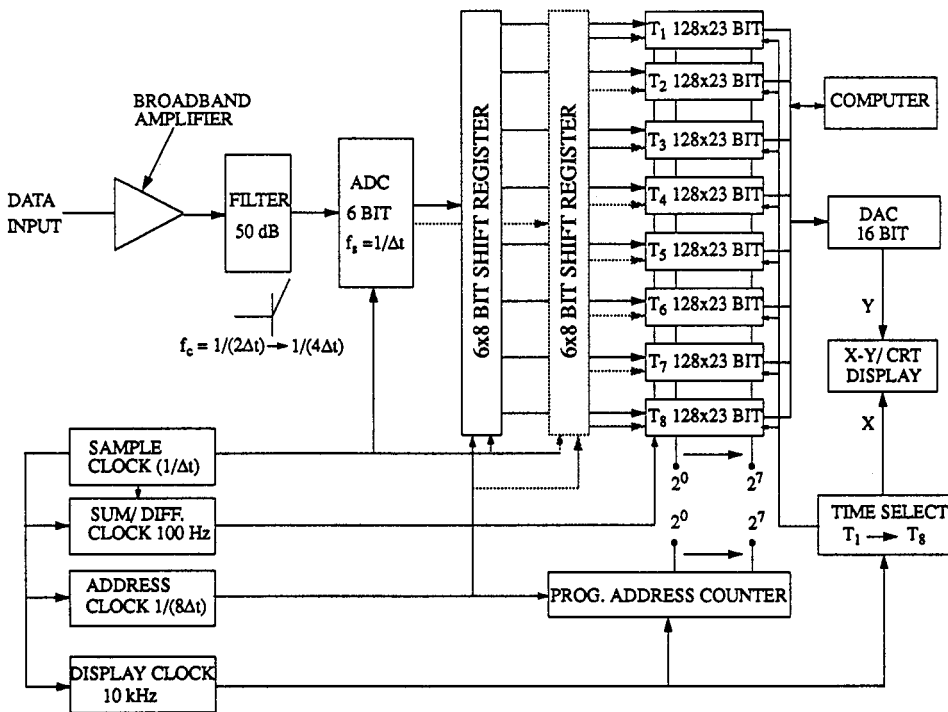 BROADBAND
AMPLIFIER
DATA
INPUT
FILTER
50 dB
f_c = 1/(2Δt) → 1/(4Δt)
ADC
6 BIT
f_s = 1/Δt
6x8 BIT SHIFT REGISTER
6x8 BIT SHIFT REGISTER
T₁ 128x23 BIT
T₂ 128x23 BIT
T₃ 128x23 BIT
T₄ 128x23 BIT
T₅ 128x23 BIT
T₆ 128x23 BIT
T₇ 128x23 BIT
T₈ 128x23 BIT
COMPUTER
DAC
16 BIT
Y
X-Y/ CRT
DISPLAY
X
TIME SELECT
T₁ → T₈
2⁰ 2⁷
2⁰ 2⁷
PROG. ADDRESS COUNTER
SAMPLE
CLOCK (1/Δt)
SUM/ DIFF.
CLOCK 100 Hz
ADDRESS
CLOCK 1/(8Δt)
DISPLAY CLOCK
10 kHz